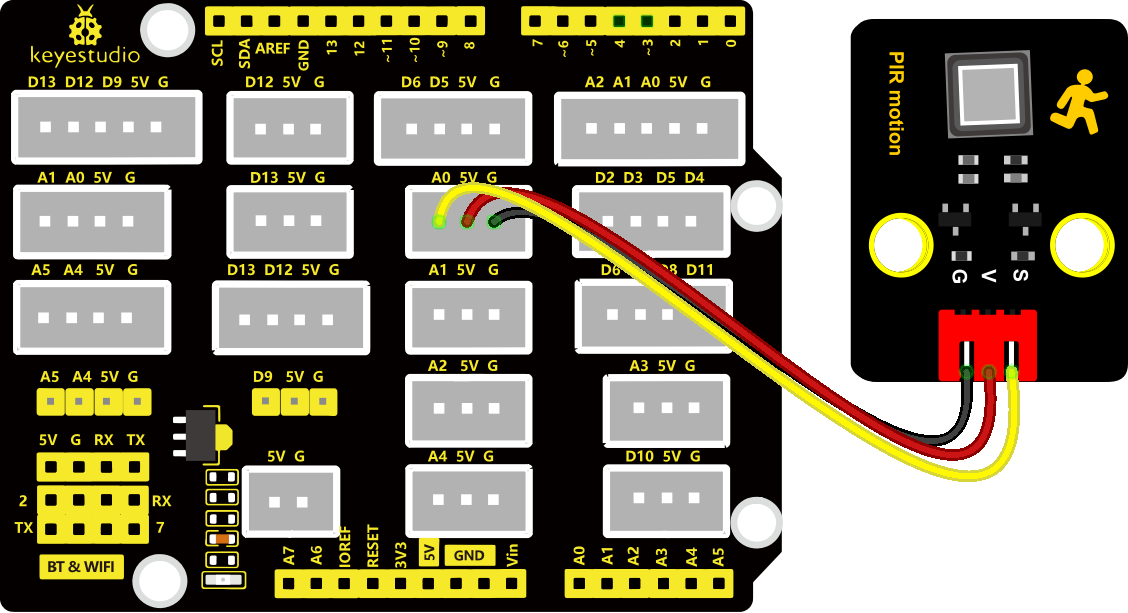 keyestudio
SCL SDA AREF GND 13 12 ~11 ~10 ~9 8
7 ~6 ~5 4 ~3 2 1 0
D13 D12 D9 5V G
D12 5V G
D6 D5 5V G
A2 A1 A0 5V G
A1 A0 5V G
D13 5V G
A0 5V G
D2 D3 D5 D4
A5 A4 5V G
D13 D12 5V G
A1 5V G
D6 D11
A5 A4 5V G
D9 5V G
A2 5V G
A3 5V G
5V G RX TX
2 RX
TX 7
BT & WIFI
5V G
A4 5V G
D10 5V G
A7 A6 IOREF RESET 3V3 5V GND Vin
A0 A1 A2 A3 A4 A5
PIR motion
G V S